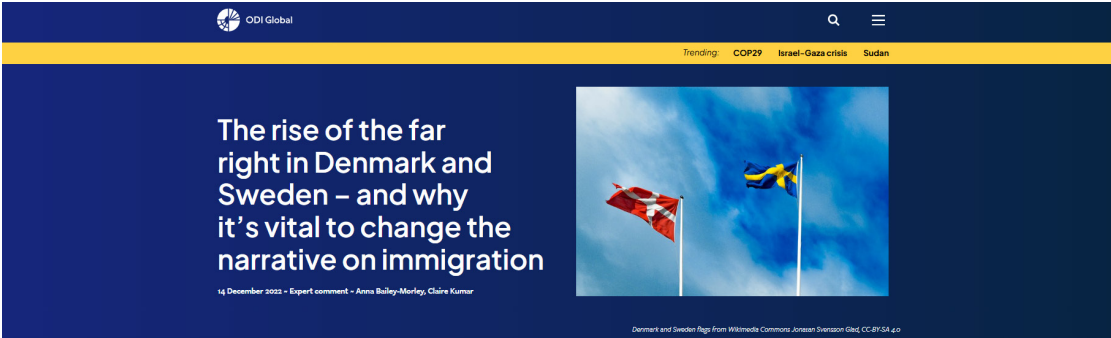 ODI Global
Trending: COP29 Israel-Gaza crisis Sudan
The rise of the far
right in Denmark and
Sweden – and why
it's vital to change the
narrative on immigration
14 December 2022 ~ Expert comment ~ Anna Bailey-Morley, Claire Kumar
Denmark and Sweden flags from Wikimedia Commons Jonatan Svensson Glad, CC-BY-SA 4.0